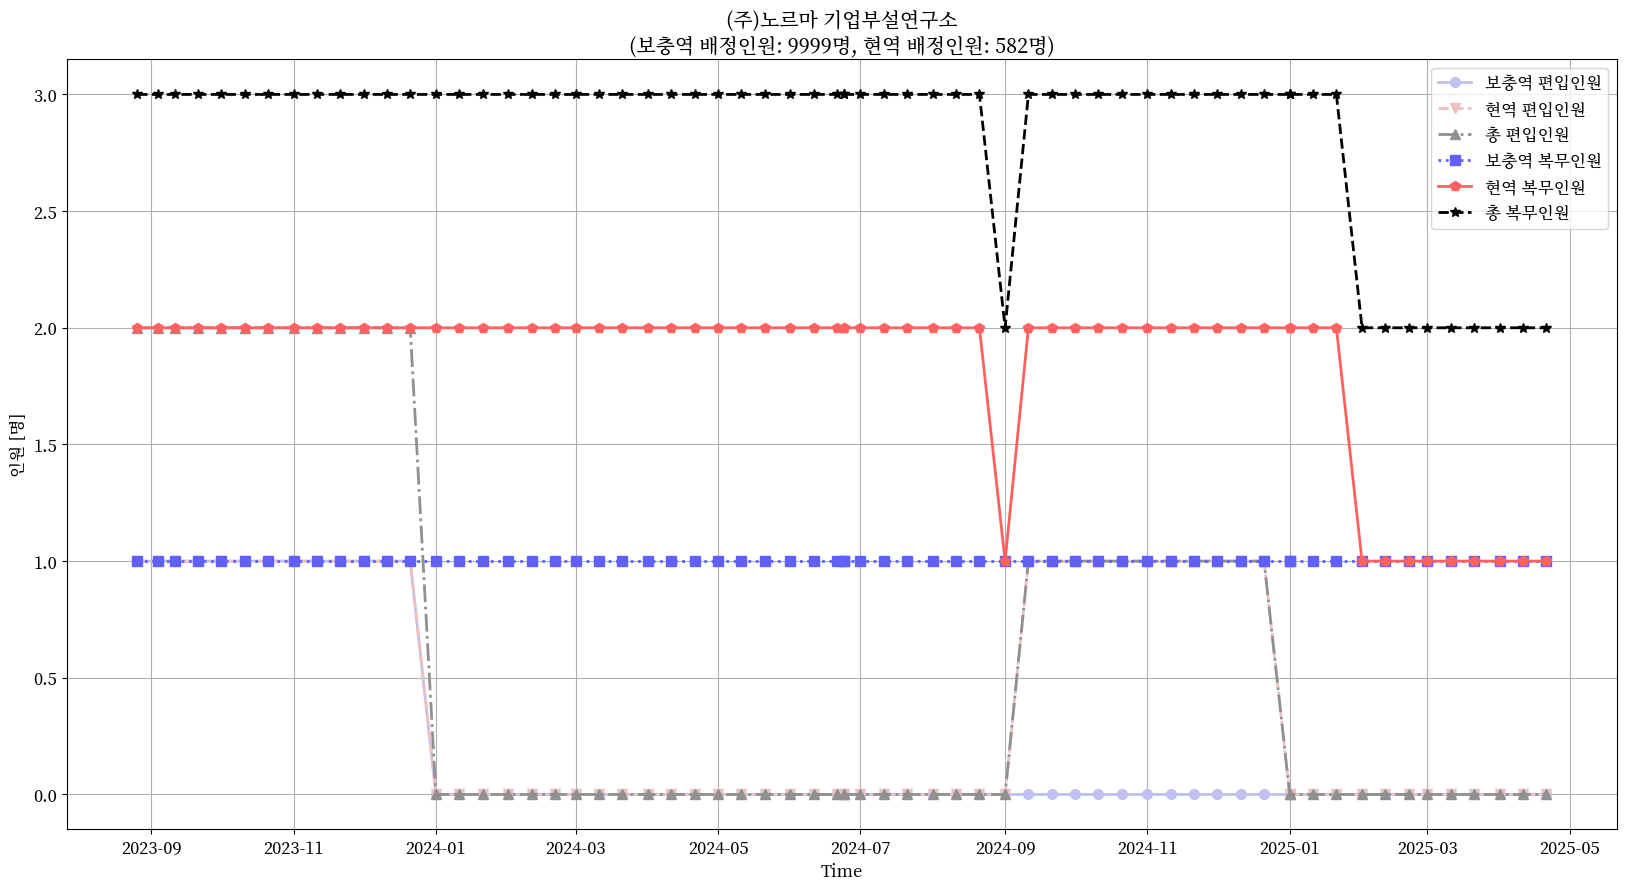 (주)노르마 기업부설연구소
(보충역 배정인원: 9999명, 현역 배정인원: 582명)
보충역 편입인원
현역 편입인원
총 편입인원
보충역 복무인원
현역 복무인원
총 복무인원
인원 [명]
3.0
2.5
2.0
1.5
1.0
0.5
0.0
2023-09 2023-11 2024-01 2024-03 2024-05 2024-07 2024-09 2024-11 2025-01 2025-03 2025-05
Time